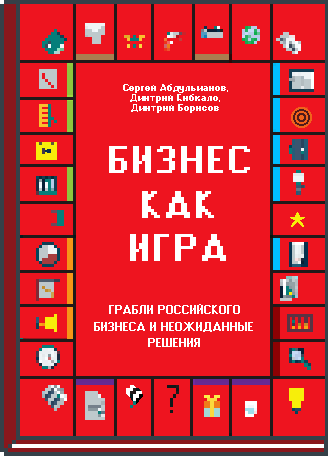 Сергей Абдульманов,
Дмитрий Кибкало,
Дмитрий Борисов
БИЗНЕС
КАК
ИГРА
ГРАБЛИ РОССИЙСКОГО
БИЗНЕСА И НЕОЖИДАННЫЕ
РЕШЕНИЯ
?